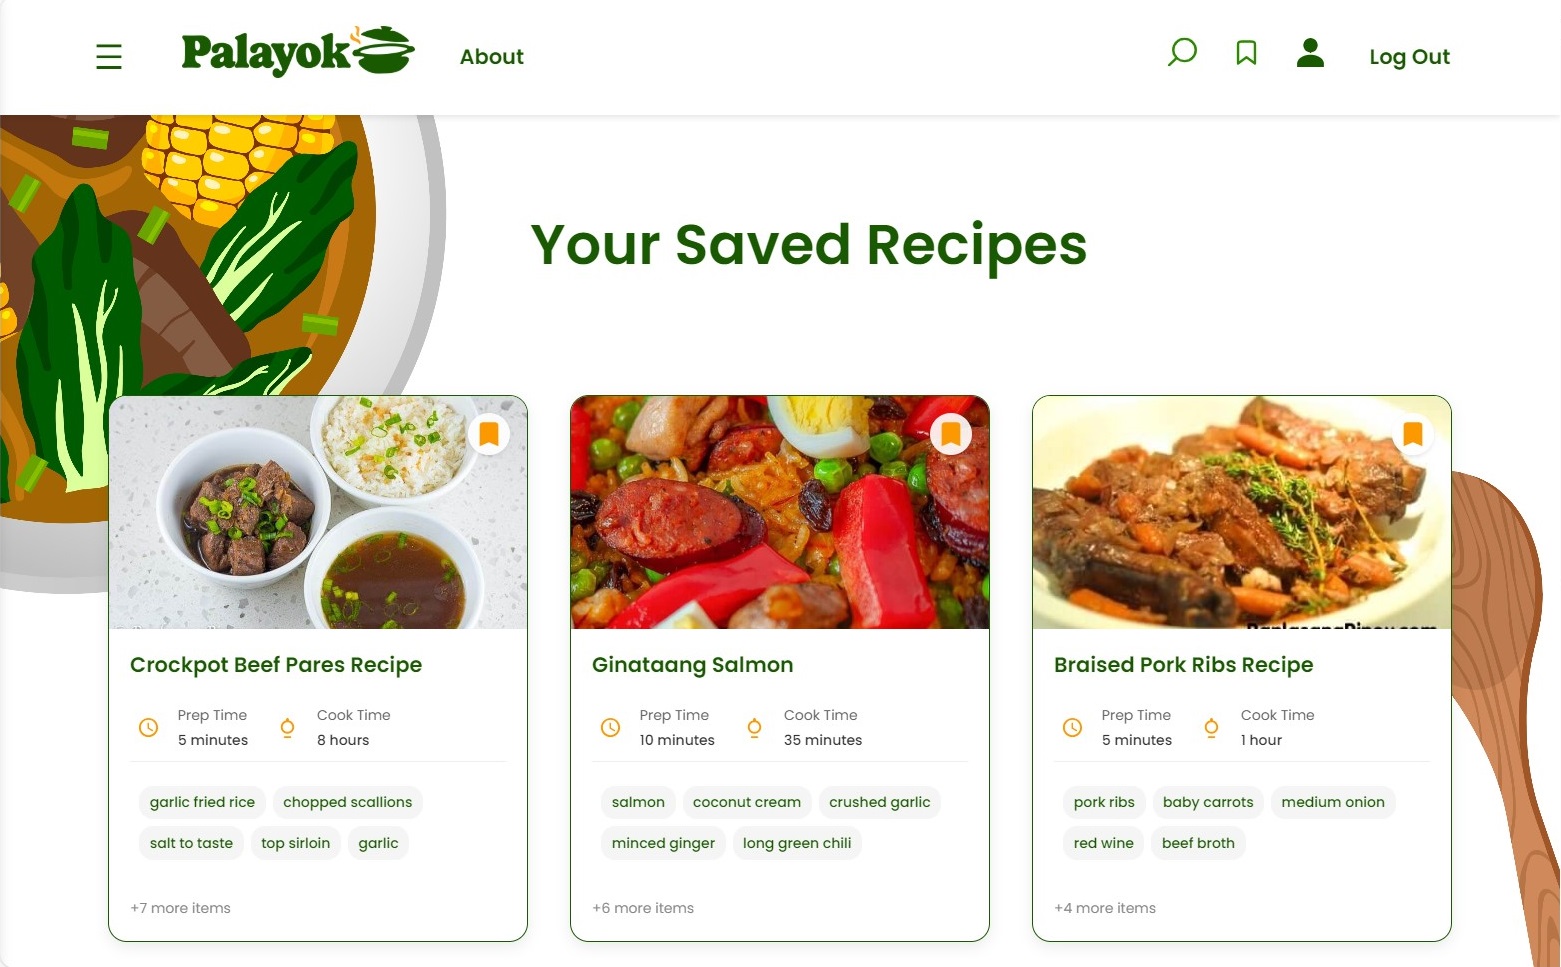 Palayok
About
Log Out
Your Saved Recipes
Crockpot Beef Pares Recipe
Prep Time
5 minutes
Cook Time
8 hours
garlic fried rice
chopped scallions
salt to taste
top sirloin
garlic
+7 more items
Ginataang Salmon
Prep Time
10 minutes
Cook Time
35 minutes
salmon
coconut cream
crushed garlic
minced ginger
long green chili
+6 more items
Braised Pork Ribs Recipe
Prep Time
5 minutes
Cook Time
1 hour
pork ribs
baby carrots
medium onion
red wine
beef broth
+4 more items